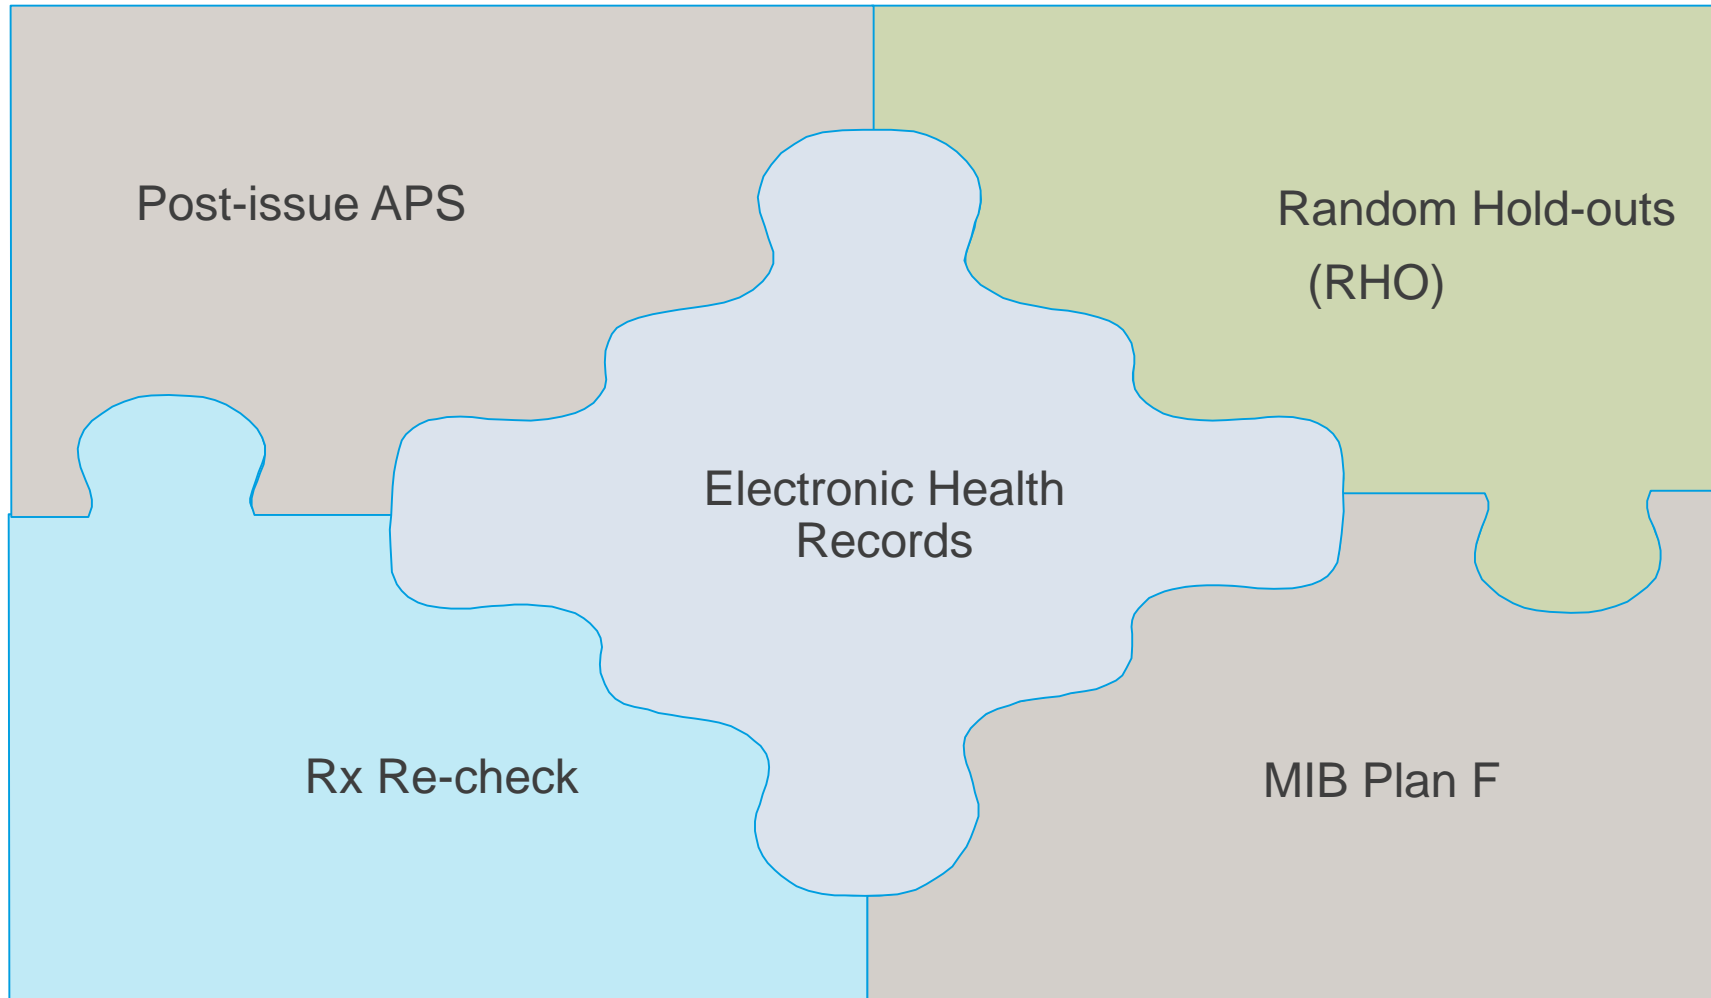 Post-issue APS
Random Hold-outs
(RHO)
Electronic Health
Records
Rx Re-check
MIB Plan F